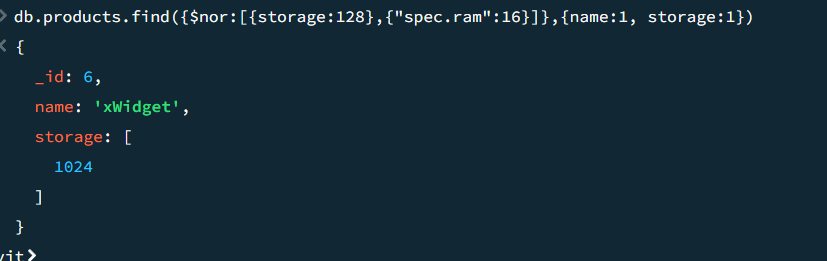 > db.products.find({$nor:[{storage:128},{"spec.ram":16}]},{name:1, storage:1})
< {
_id: 6,
name: 'xWidget',
storage: [
1024
]
}
>